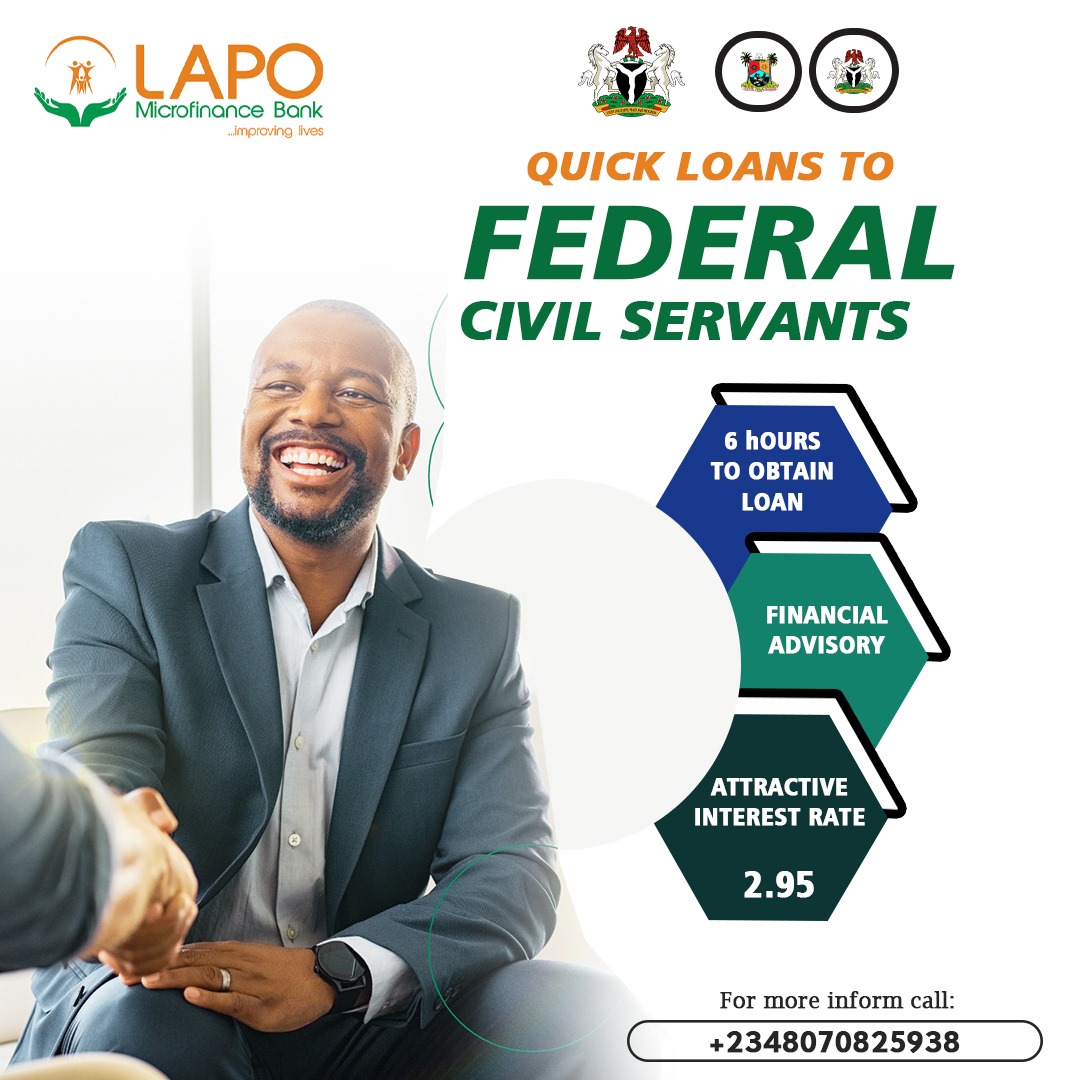 LAPO
Microfinance Bank
...improving lives
QUICK LOANS TO
FEDERAL
CIVIL SERVANTS
6 hOURS
TO OBTAIN
LOAN
FINANCIAL
ADVISORY
ATTRACTIVE
INTEREST RATE
2.95
For more inform call:
+2348070825938